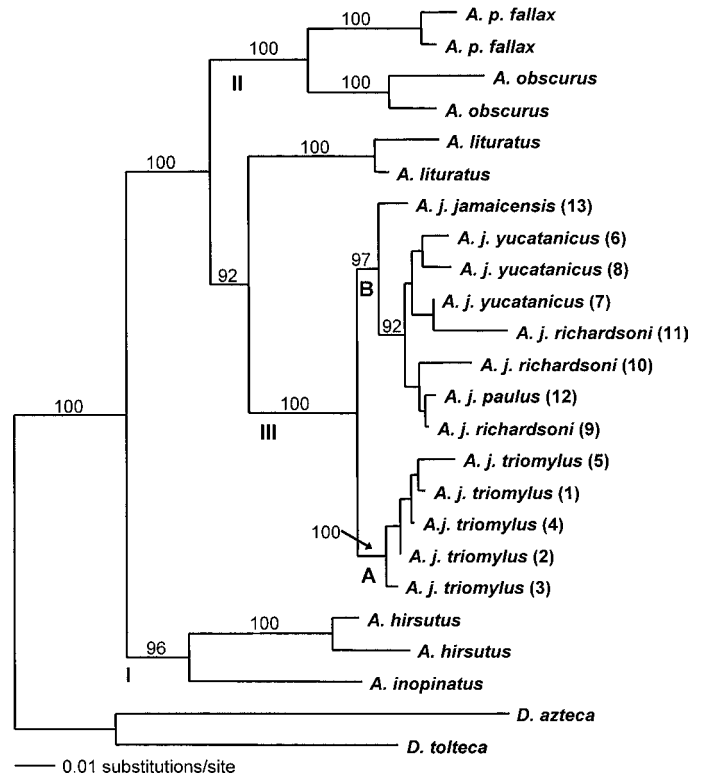 100
A. p. fallax
A. p. fallax
100
II
100
A. obscurus
A. obscurus
100
100
A. lituratus
A. lituratus
92
A. j. jamaicensis (13)
97
B
A. j. yucatanicus (6)
A. j. yucatanicus (8)
A. j. yucatanicus (7)
92
A. j. richardsoni (11)
A. j. richardsoni (10)
A. j. paulus (12)
A. j. richardsoni (9)
100
100
III
A. j. triomylus (5)
A. j. triomylus (1)
A.j. triomylus (4)
100
A. j. triomylus (2)
A
A. j. triomylus (3)
100
A. hirsutus
A. hirsutus
96
I
A. inopinatus
D. azteca
D. tolteca
0.01 substitutions/site